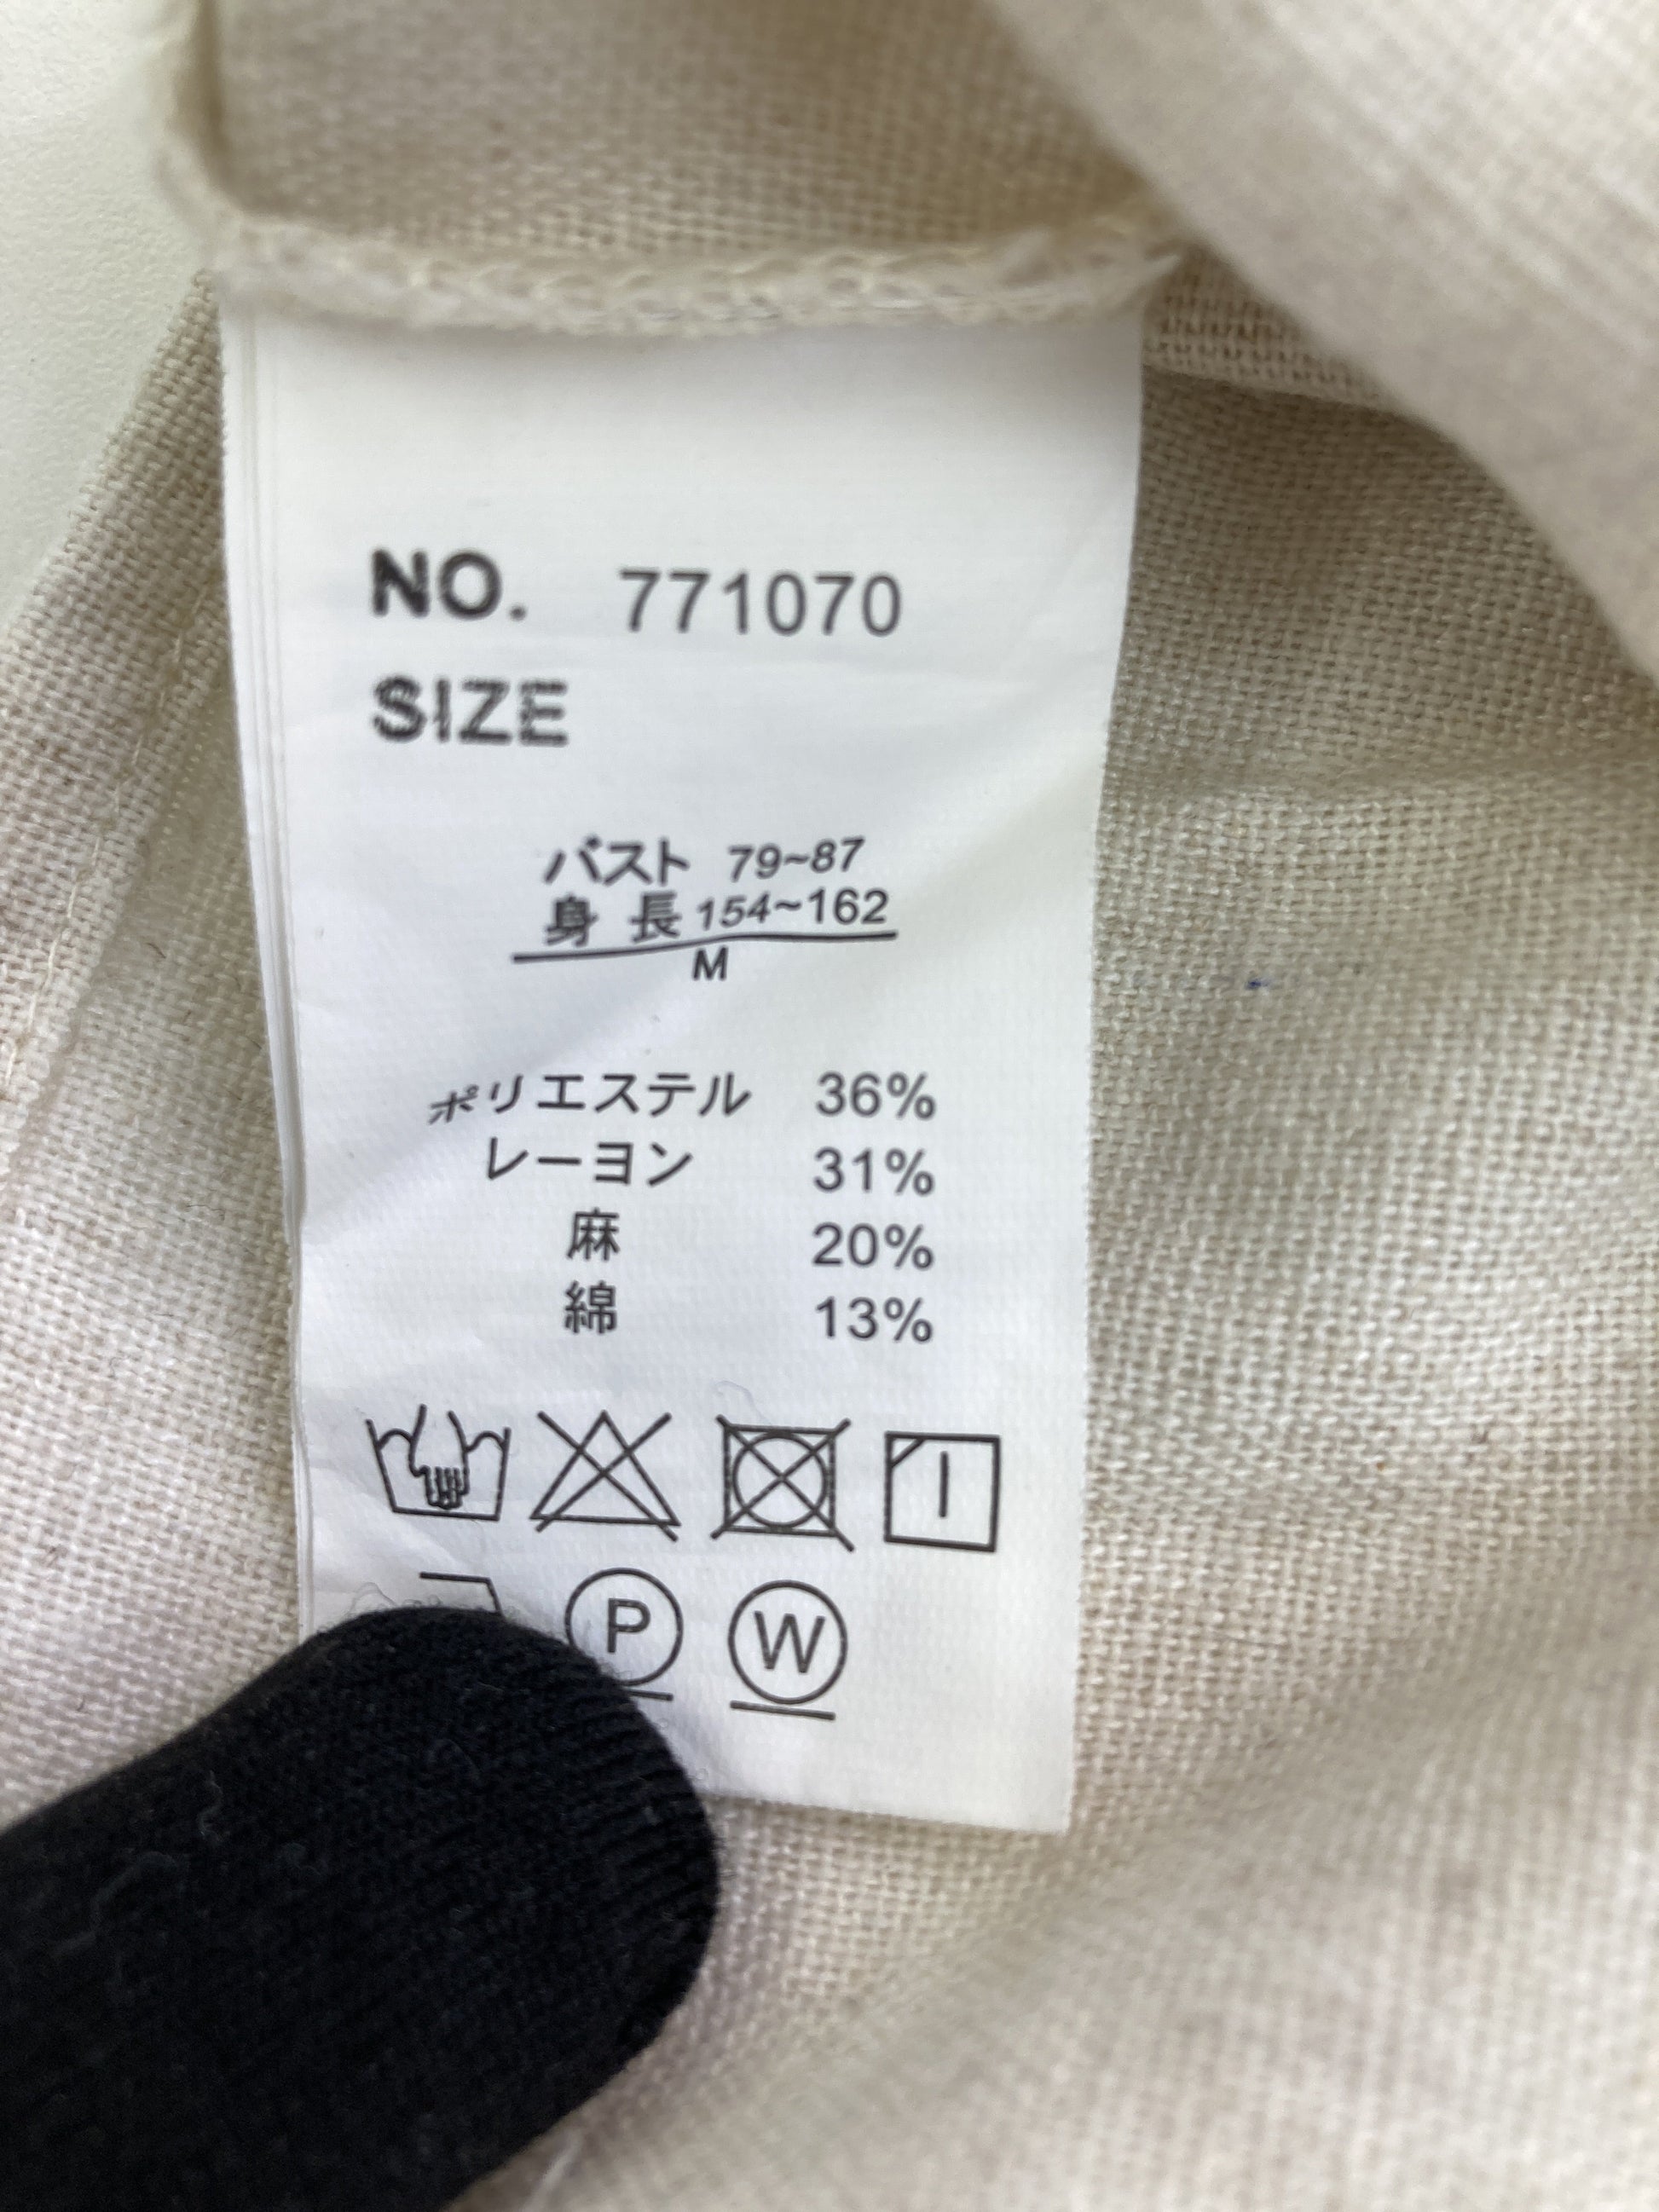 NO. 771070
SIZE
バスト 79~87
身 長 154~162
M
ポリエステル 36%
レーヨン 31%
麻 20%
綿 13%
P W